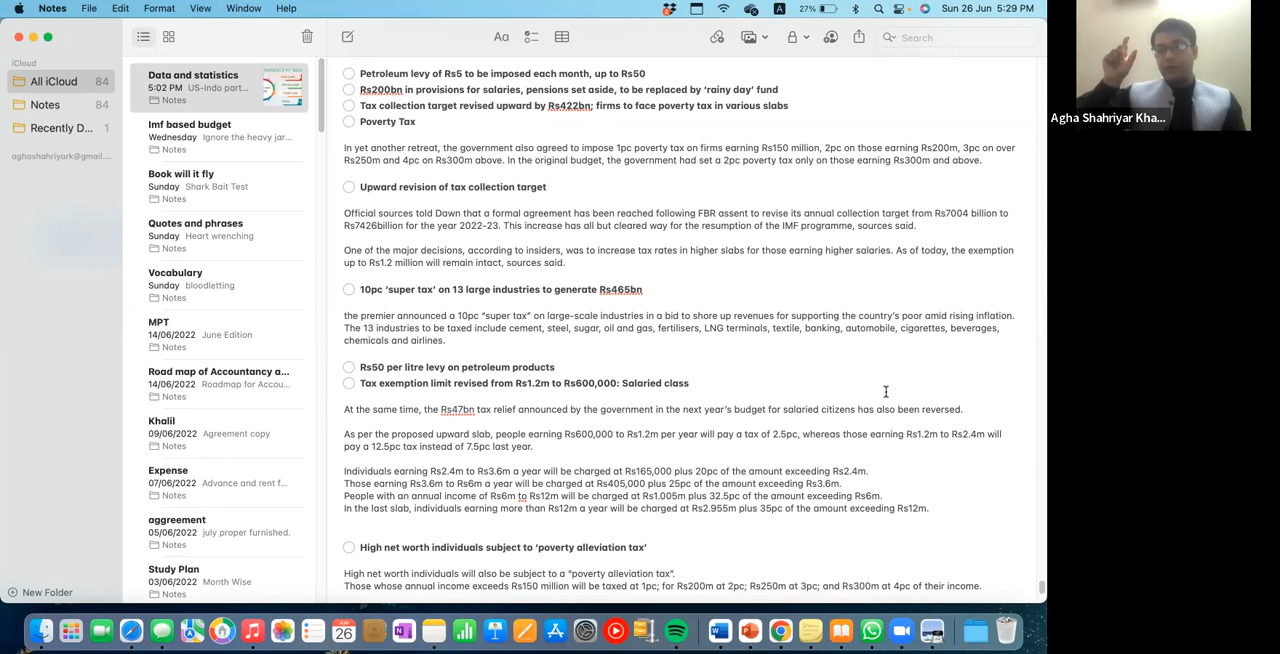 Notes File Edit Format View Window Help
A 27% Sun 26 Jun 5:29 PM
Aa
Search
iCloud
All iCloud 84
Notes 84
Recently D... 1
aghashahriyark@gmail....
New Folder
Data and statistics
5:02 PM US-Indo part...
Notes
Imf based budget
Wednesday Ignore the heavy jar...
Notes
Book will it fly
Sunday Shark Bait Test
Notes
Quotes and phrases
Sunday Heart wrenching
Notes
Vocabulary
Sunday bloodletting
Notes
MPT
14/06/2022 June Edition
Notes
Road map of Accountancy a...
14/06/2022 Roadmap for Accou...
Notes
Khalil
09/06/2022 Agreement copy
Notes
Expense
07/06/2022 Advance and rent f...
Notes
aggreement
05/06/2022 july proper furnished.
Notes
Study Plan
03/06/2022 Month Wise
Notes
Petroleum levy of Rs5 to be imposed each month, up to Rs50
Rs200bn in provisions for salaries, pensions set aside, to be replaced by ‘rainy day’ fund
Tax collection target revised upward by Rs422bn; firms to face poverty tax in various slabs
Poverty Tax
In yet another retreat, the government also agreed to impose 1pc poverty tax on firms earning Rs150 million, 2pc on those earning Rs200m, 3pc on over
Rs250m and 4pc on Rs300m above. In the original budget, the government had set a 2pc poverty tax only on those earning Rs300m and above.
Upward revision of tax collection target
Official sources told Dawn that a formal agreement has been reached following FBR assent to revise its annual collection target from Rs7004 billion to
Rs7426billion for the year 2022-23. This increase has all but cleared way for the resumption of the IMF programme, sources said.
One of the major decisions, according to insiders, was to increase tax rates in higher slabs for those earning higher salaries. As of today, the exemption
up to Rs1.2 million will remain intact, sources said.
10pc ‘super tax’ on 13 large industries to generate Rs465bn
the premier announced a 10pc “super tax” on large-scale industries in a bid to shore up revenues for supporting the country’s poor amid rising inflation.
The 13 industries to be taxed include cement, steel, sugar, oil and gas, fertilisers, LNG terminals, textile, banking, automobile, cigarettes, beverages,
chemicals and airlines.
Rs50 per litre levy on petroleum products
Tax exemption limit revised from Rs1.2m to Rs600,000: Salaried class
At the same time, the Rs47bn tax relief announced by the government in the next year’s budget for salaried citizens has also been reversed.
As per the proposed upward slab, people earning Rs600,000 to Rs1.2m per year will pay a tax of 2.5pc, whereas those earning Rs1.2m to Rs2.4m will
pay a 12.5pc tax instead of 7.5pc last year.
Individuals earning Rs2.4m to Rs3.6m a year will be charged at Rs165,000 plus 20pc of the amount exceeding Rs2.4m.
Those earning Rs3.6m to Rs6m a year will be charged at Rs405,000 plus 25pc of the amount exceeding Rs3.6m.
People with an annual income of Rs6m to Rs12m will be charged at Rs1.005m plus 32.5pc of the amount exceeding Rs6m.
In the last slab, individuals earning more than Rs12m a year will be charged at Rs2.955m plus 35pc of the amount exceeding Rs12m.
High net worth individuals subject to ‘poverty alleviation tax’
High net worth individuals will also be subject to a “poverty alleviation tax”.
Those whose annual income exceeds Rs150 million will be taxed at 1pc; for Rs200m at 2pc; Rs250m at 3pc; and Rs300m at 4pc of their income.
Agha Shahriyar Kha...
JUN
26